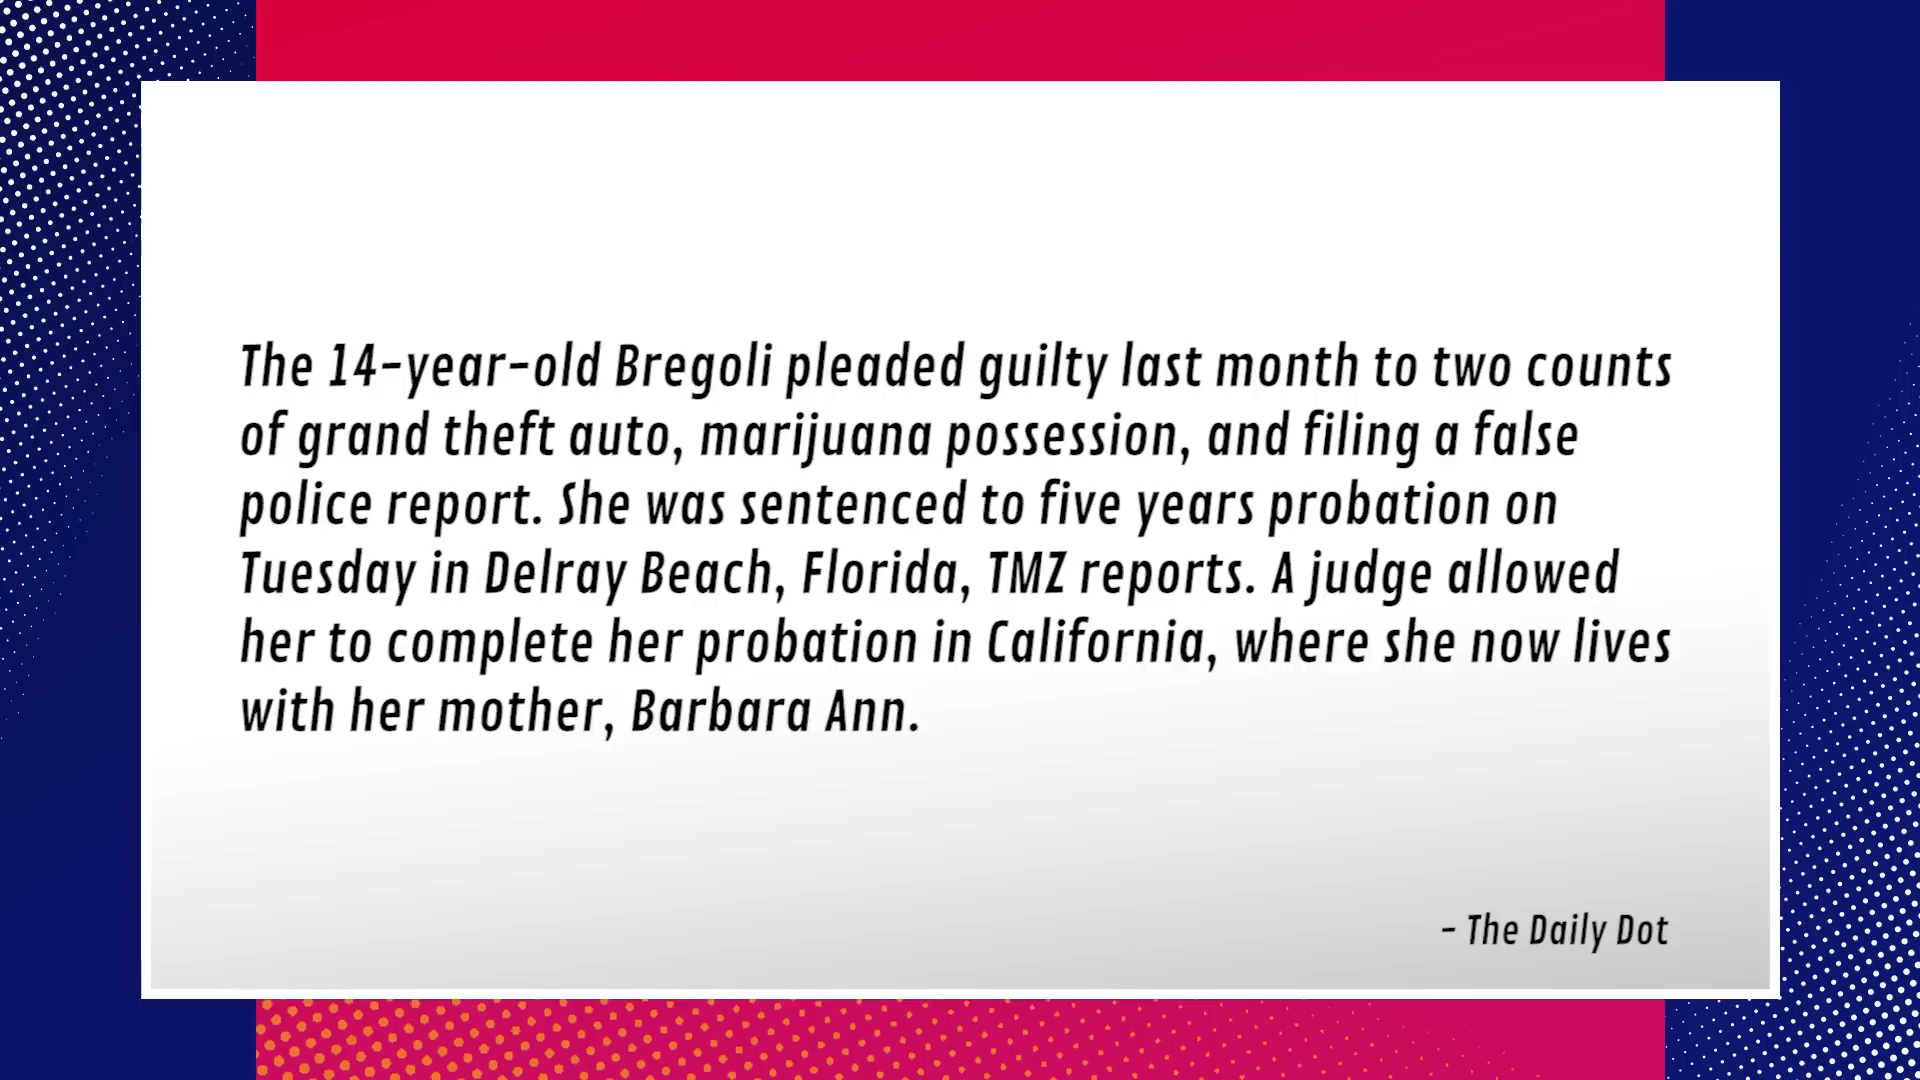 The 14-year-old Bregoli pleaded guilty last month to two counts
of grand theft auto, marijuana possession, and filing a false
police report. She was sentenced to five years probation on
Tuesday in Delray Beach, Florida, TMZ reports. A judge allowed
her to complete her probation in California, where she now lives
with her mother, Barbara Ann.
- The Daily Dot